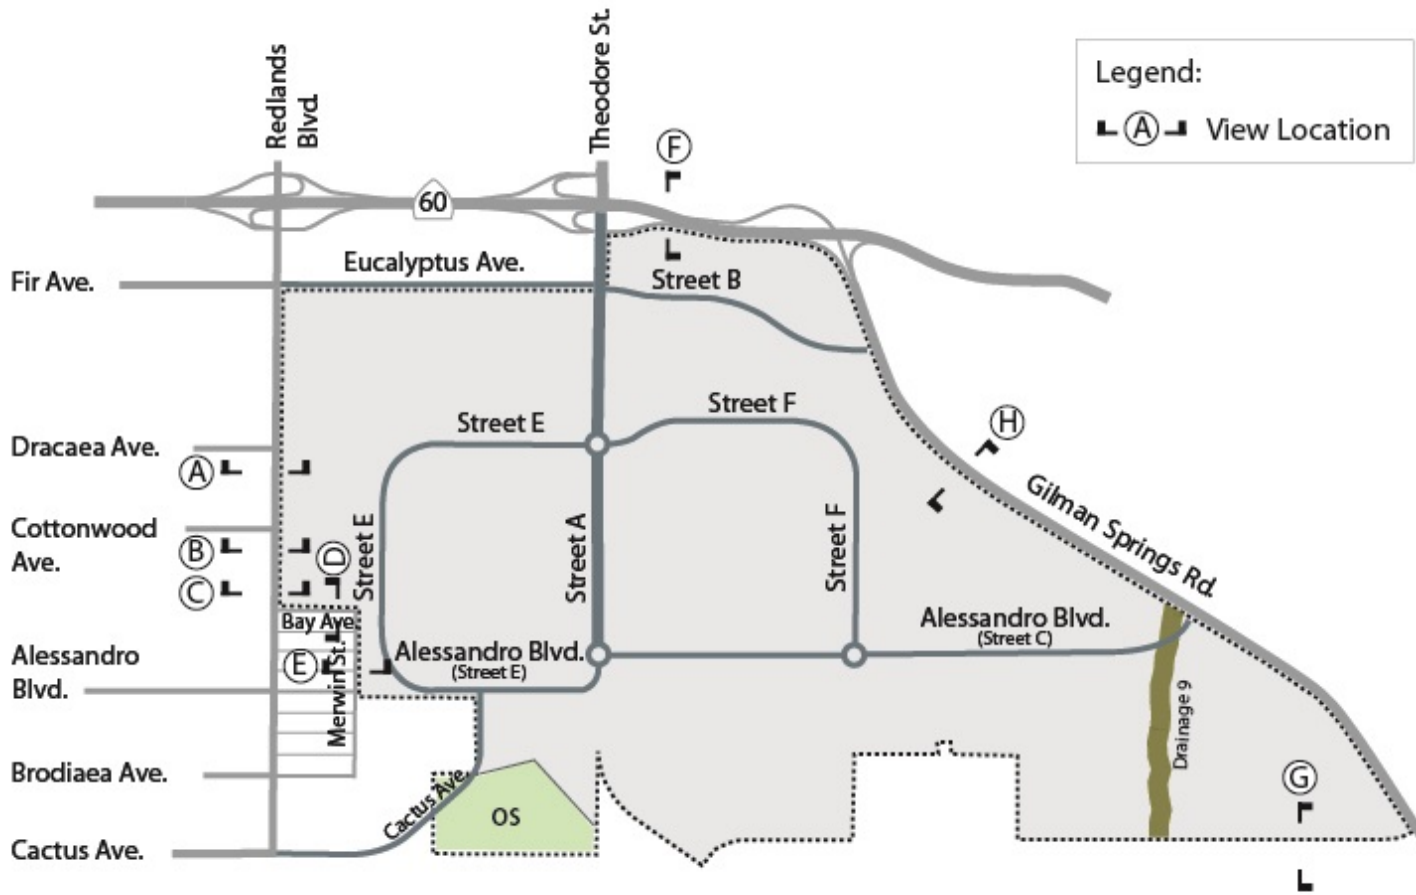 Redlands
Blvd.
Theodore St.
Legend:
A View Location
F
60
Eucalyptus Ave.
Fir Ave.
Street B
Street F
Street E
H
Dracaea Ave.
A
Gilman Springs Rd.
Cottonwood
Ave.
B
D
Street E
Street A
Street F
C
Bay Ave
Alessandro Blvd.
(Street C)
Alessandro
Blvd.
E
Merwin St.
Alessandro Blvd.
(Street E)
Drainage 9
Brodiaea Ave.
G
Cactus Ave.
OS
Cactus Ave.